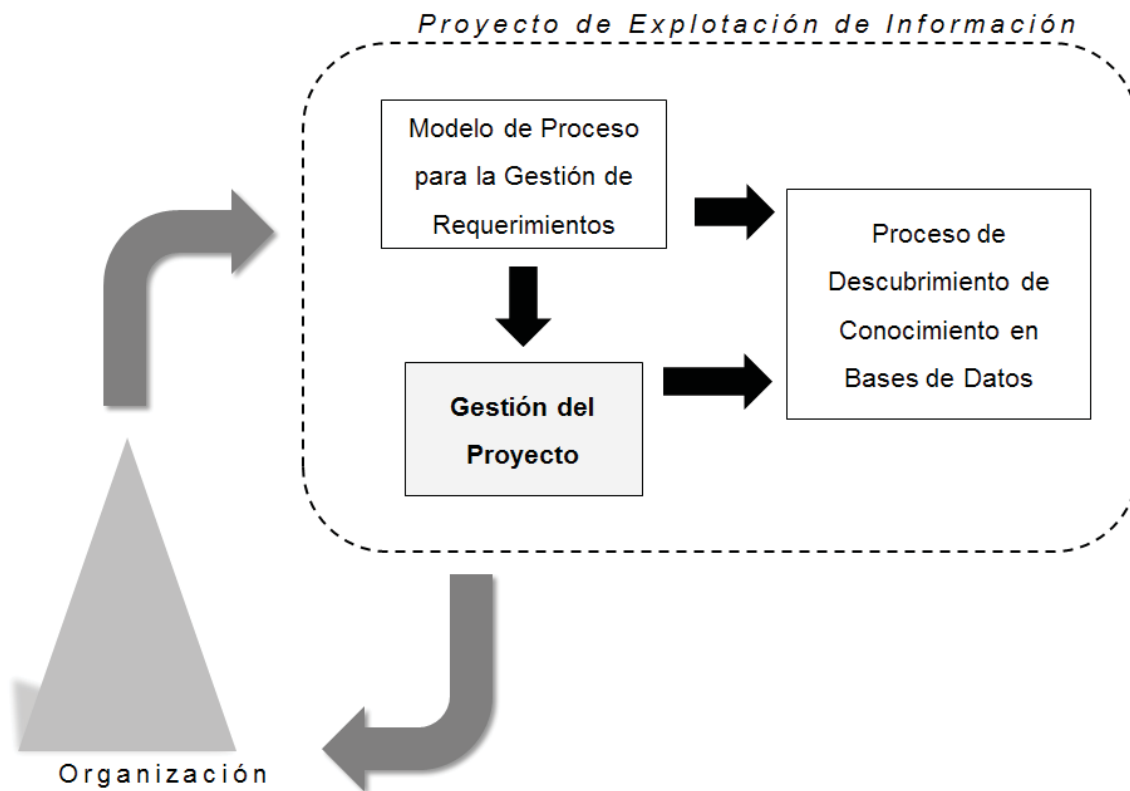 Proyecto de Explotación de Información
Modelo de Proceso
para la Gestión de
Requerimientos
Proceso de
Descubrimiento de
Conocimiento en
Bases de Datos
Gestión del
Proyecto
Organización